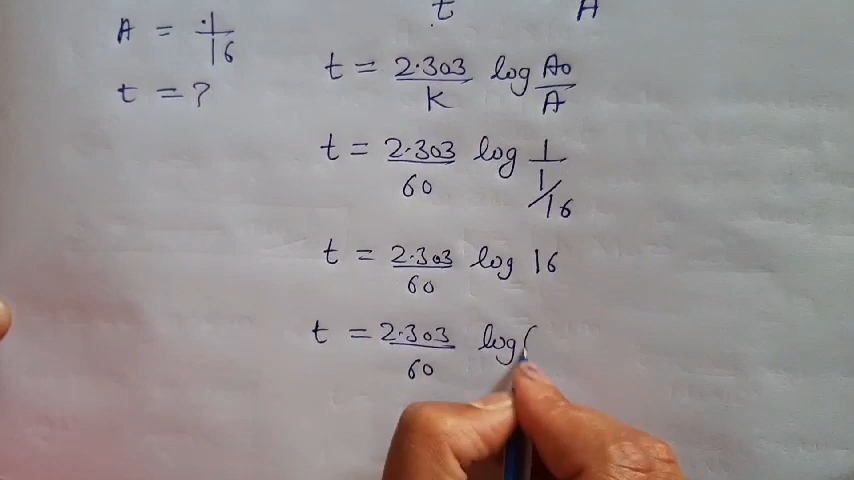 t A
A = 1/16
t = ?
t = 2.303/K log A0/A
t = 2.303/60 log 1/1/16
t = 2.303/60 log 16
t = 2.303/60 log(